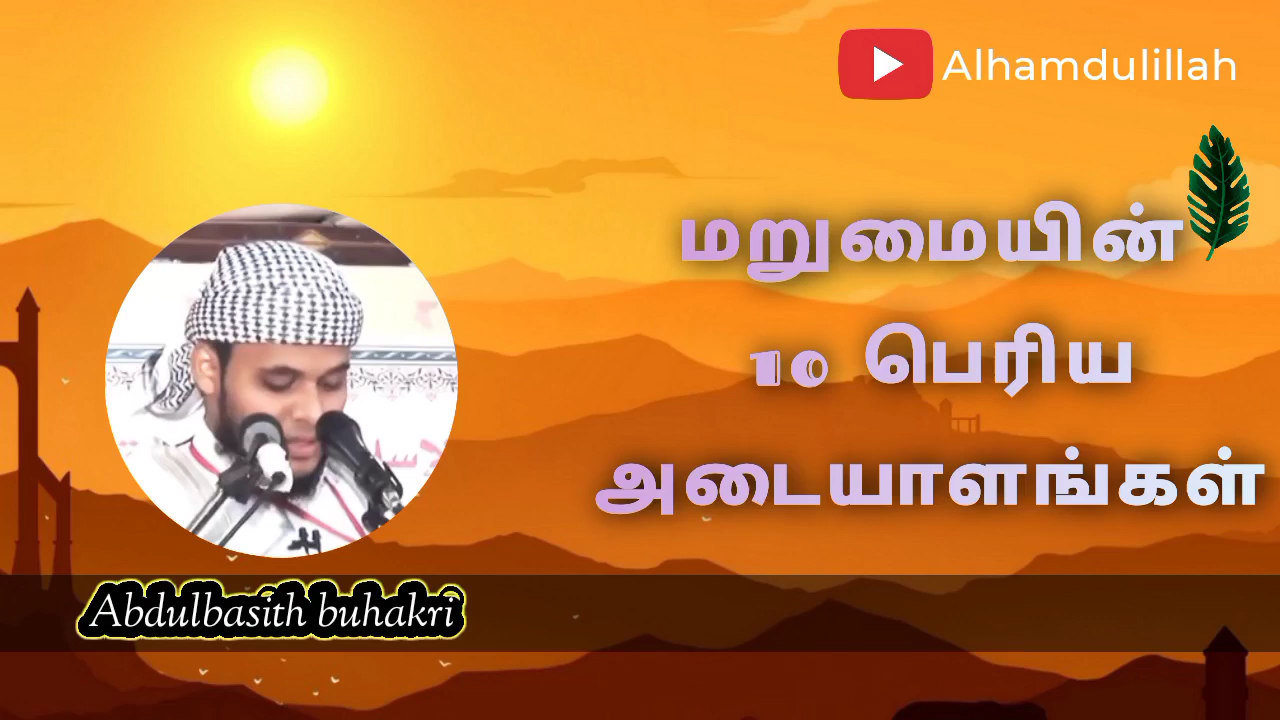 Alhamdulillah
மறுமையின்
10 பெரிய
அடையாளங்கள்
Abdulbasith buhakri